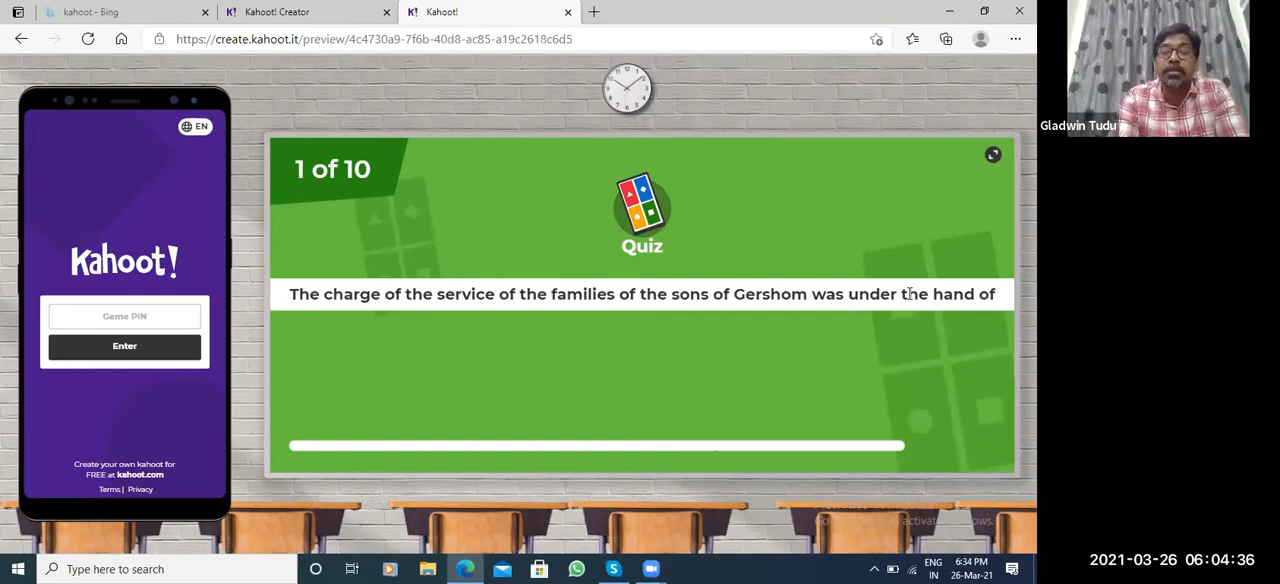 kahoot - Bing
K! Kahoot! Creator
K! Kahoot!
https://create.kahoot.it/preview/4c4730a9-7f6b-40d8-ac85-a19c2618c6d5
Gladwin Tudu
EN
1 of 10
Quiz
Kahoot!
The charge of the service of the families of the sons of Gershom was under the hand of
Game PIN
Enter
Create your own kahoot for
FREE at kahoot.com
Terms | Privacy
Type here to search
ENG
IN
6:34 PM
26-Mar-21
2021-03-26 06:04:36